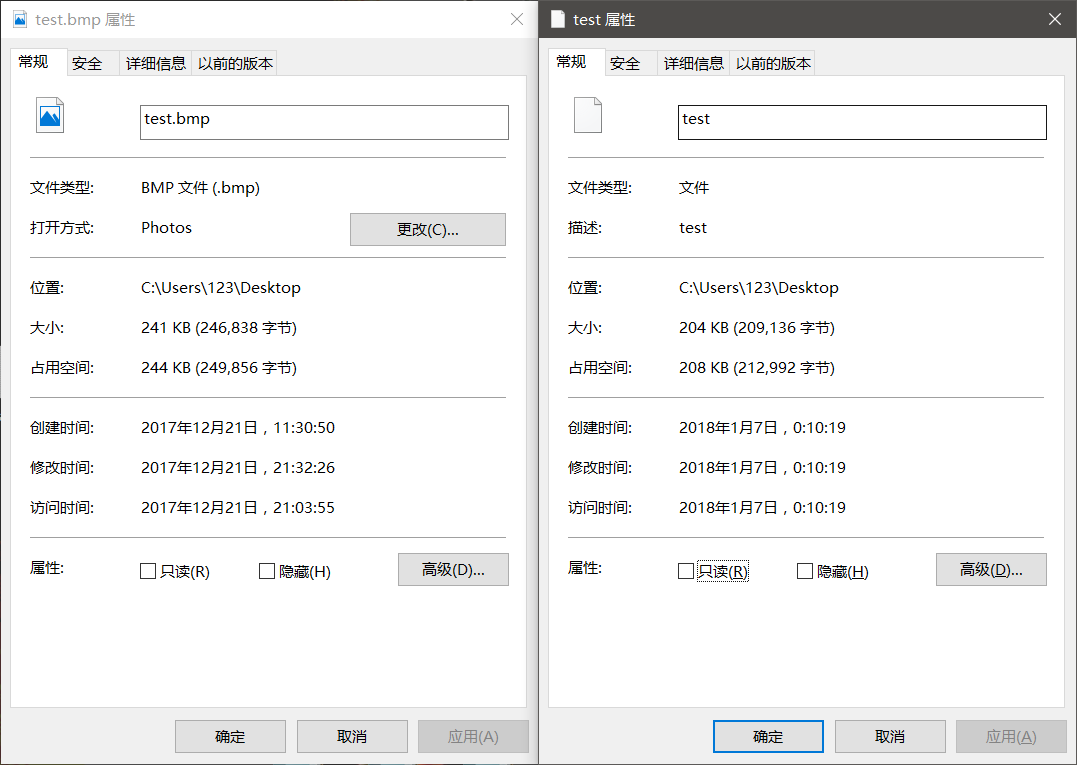 test.bmp 属性
常规 安全 详细信息 以前的版本
test.bmp
文件类型: BMP 文件 (.bmp)
打开方式: Photos 更改(C)...
位置: C:\Users\123\Desktop
大小: 241 KB (246,838 字节)
占用空间: 244 KB (249,856 字节)
创建时间: 2017年12月21日，11:30:50
修改时间: 2017年12月21日，21:32:26
访问时间: 2017年12月21日，21:03:55
属性: 只读(R) 隐藏(H) 高级(D)...
确定 取消 应用(A)
test 属性
常规 安全 详细信息 以前的版本
test
文件类型: 文件
描述: test
位置: C:\Users\123\Desktop
大小: 204 KB (209,136 字节)
占用空间: 208 KB (212,992 字节)
创建时间: 2018年1月7日，0:10:19
修改时间: 2018年1月7日，0:10:19
访问时间: 2018年1月7日，0:10:19
属性: 只读(R) 隐藏(H) 高级(D)...
确定 取消 应用(A)